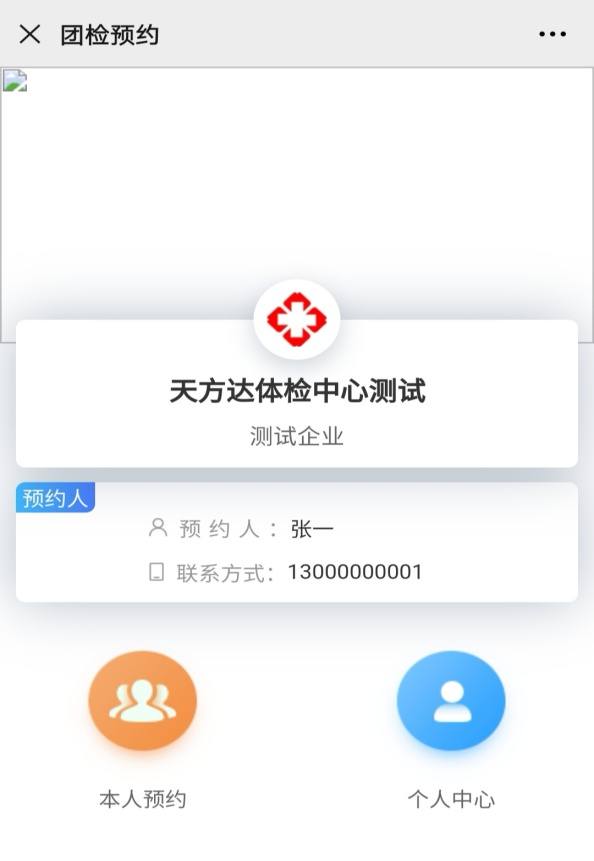 团检预约
天方达体检中心测试
测试企业
预约人
预约人：张一
联系方式：13000000001
本人预约
个人中心